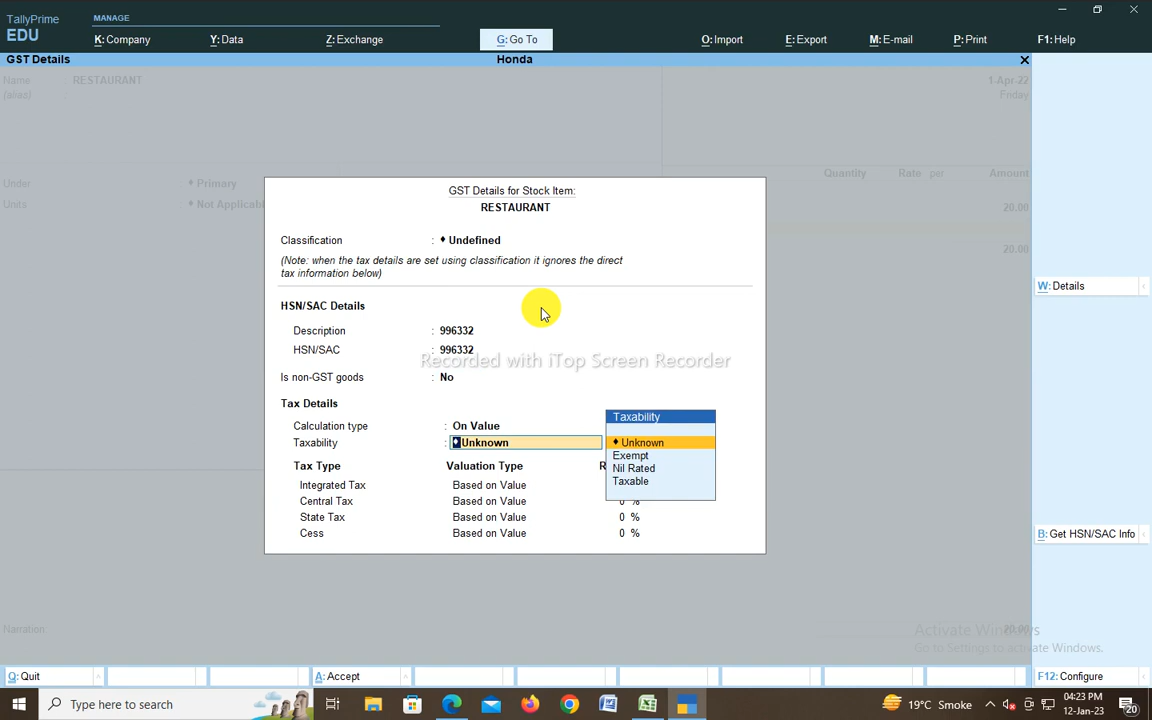 TallyPrime
EDU
MANAGE
K:Company
Y:Data
Z:Exchange
G:Go To
O:Import
E:Export
M:E-mail
P:Print
F1:Help
GST Details
Honda
Name RESTAURANT
(alias)
1-Apr-22
Friday
Under ♦ Primary
Units ♦ Not Applicabl
Quantity Rate per Amount
20.00
20.00
GST Details for Stock Item:
RESTAURANT
Classification : ♦ Undefined
(Note: when the tax details are set using classification it ignores the direct
tax information below)
HSN/SAC Details
Description : 996332
HSN/SAC : 996332
Recorded with iTop Screen Recorder
Is non-GST goods : No
Tax Details
Calculation type : On Value
Taxability : ♦Unknown
Taxability
♦ Unknown
Exempt
Nil Rated
Taxable
Tax Type Valuation Type R
Integrated Tax Based on Value
Central Tax Based on Value 0 %
State Tax Based on Value 0 %
Cess Based on Value 0 %
W:Details
B:Get HSN/SAC Info
Narration:
20.00
Activate Windows
Go to Settings to activate Windows.
Q:Quit
A:Accept
F12:Configure
Type here to search
19°C Smoke
04:23 PM
12-Jan-23
20